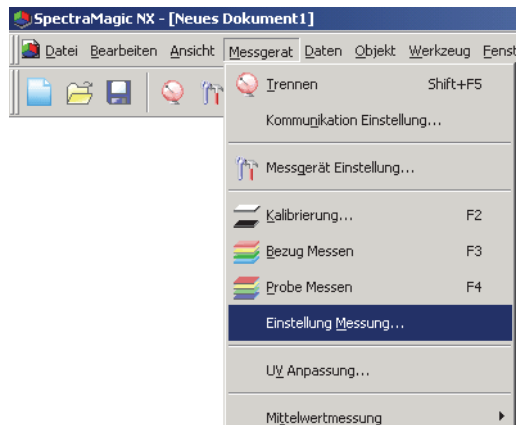 SpectraMagic NX - [Neues Dokument1]
Datei Bearbeiten Ansicht Messgerat Daten Objekt Werkzeug Fenst
Trennen Shift+F5
Kommunikation Einstellung...
Messgerät Einstellung...
Kalibrierung... F2
Bezug Messen F3
Probe Messen F4
Einstellung Messung...
UV Anpassung...
Mittelwertmessung